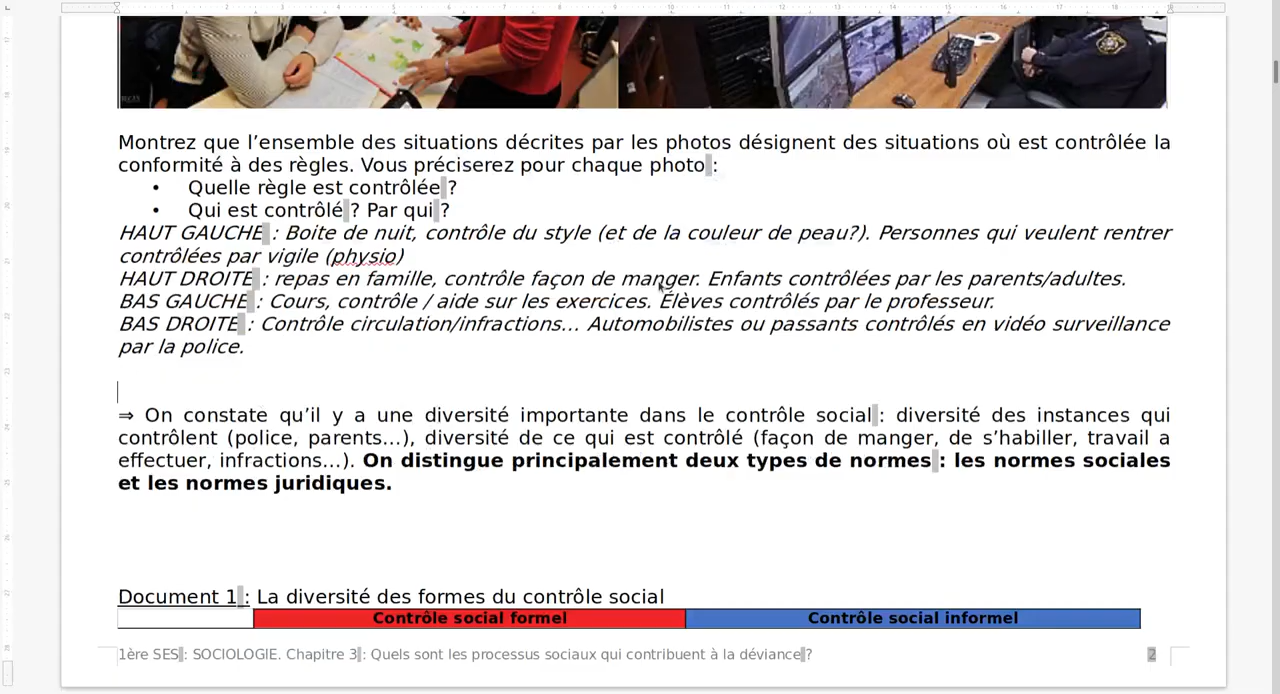 Montrez que l’ensemble des situations décrites par les photos désignent des situations où est contrôlée la
conformité à des règles. Vous préciserez pour chaque photo :
• Quelle règle est contrôlée ?
• Qui est contrôlé ? Par qui ?
HAUT GAUCHE : Boite de nuit, contrôle du style (et de la couleur de peau?). Personnes qui veulent rentrer
contrôlées par vigile (physio)
HAUT DROITE : repas en famille, contrôle façon de manger. Enfants contrôlées par les parents/adultes.
BAS GAUCHE : Cours, contrôle / aide sur les exercices. Élèves contrôlés par le professeur.
BAS DROITE : Contrôle circulation/infractions… Automobilistes ou passants contrôlés en vidéo surveillance
par la police.
⇒ On constate qu’il y a une diversité importante dans le contrôle social : diversité des instances qui
contrôlent (police, parents…), diversité de ce qui est contrôlé (façon de manger, de s’habiller, travail a
effectuer, infractions…). On distingue principalement deux types de normes : les normes sociales
et les normes juridiques.
Document 1 : La diversité des formes du contrôle social
Contrôle social formel Contrôle social informel
1ère SES : SOCIOLOGIE. Chapitre 3 : Quels sont les processus sociaux qui contribuent à la déviance ? 2